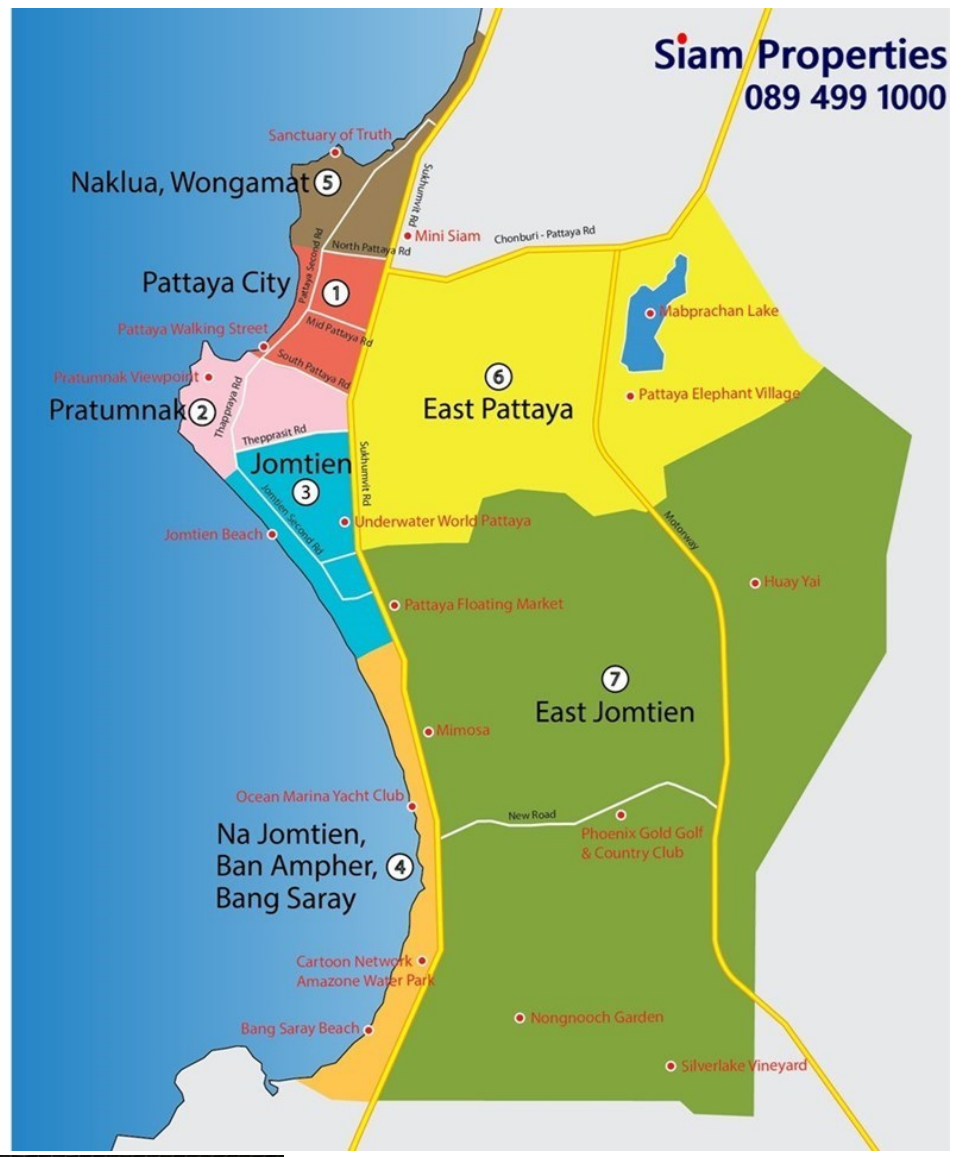 Siam Properties
089 499 1000
Sanctuary of Truth
Naklua, Wongamat 5
Sukhumvit Rd
Mini Siam
Chonburi - Pattaya Rd
North Pattaya Rd
Pattaya Second Rd
Pattaya City
1
Mabprachan Lake
Mid Pattaya Rd
Pattaya Walking Street
South Pattaya Rd
Pratumnak Viewpoint
6
East Pattaya
Pattaya Elephant Village
Pratumnak 2
Thappraya Rd
Thepprasit Rd
Jomtien
3
Sukhumvit Rd
Jomtien Second Rd
Underwater World Pattaya
Jomtien Beach
Motorway
Huay Yai
Pattaya Floating Market
7
East Jomtien
Mimosa
Ocean Marina Yacht Club
New Road
Phoenix Gold Golf
& Country Club
Na Jomtien,
Ban Ampher, 4
Bang Saray
Cartoon Network
Amazone Water Park
Bang Saray Beach
Nongnooch Garden
Silverlake Vineyard